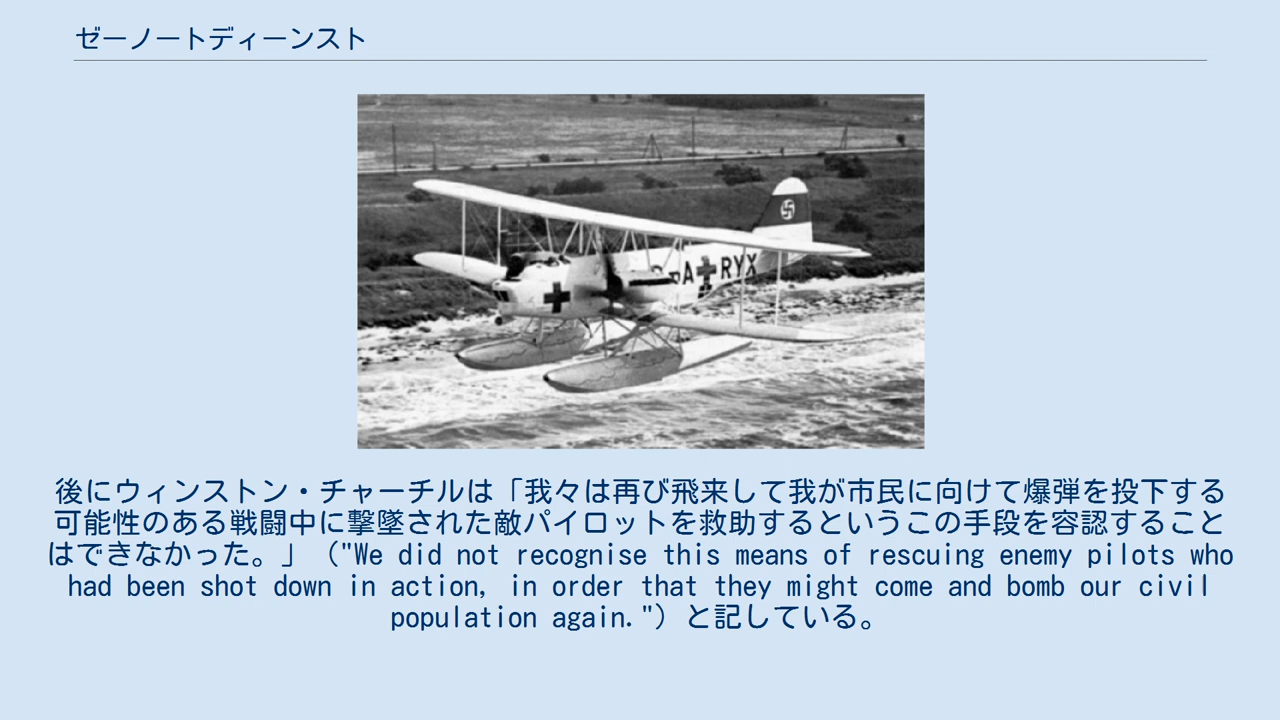 ゼーノートディーンスト
A RYX
後にウィンストン・チャーチルは「我々は再び飛来して我が市民に向けて爆弾を投下する
可能性のある戦闘中に撃墜された敵パイロットを救助するというこの手段を容認すること
はできなかった。」（"We did not recognise this means of rescuing enemy pilots who
had been shot down in action, in order that they might come and bomb our civil
population again."）と記している。